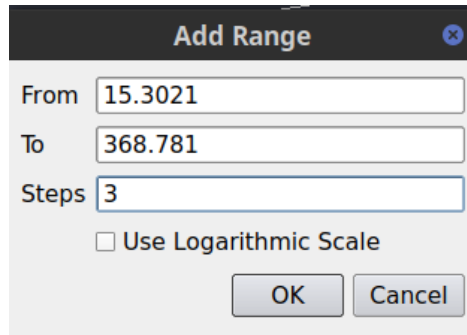 Add Range
From 15.3021
To 368.781
Steps 3
Use Logarithmic Scale
OK Cancel